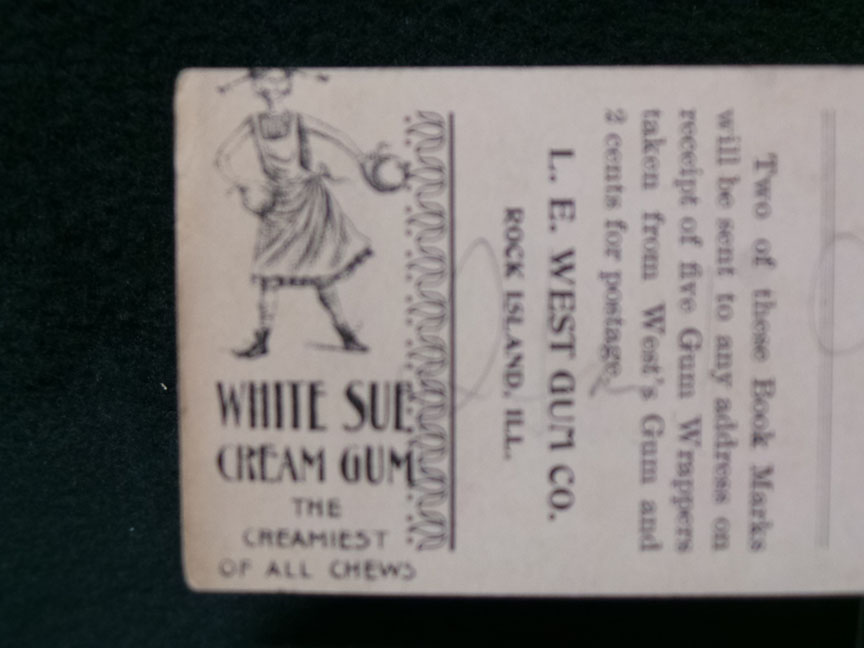 Two of these Book Marks
will be sent to any address on
receipt of five Gum Wrappers
taken from West's Gum and
2 cents for postage.
L. E. WEST GUM CO.
ROCK ISLAND, ILL.
WHITE SUE
CREAM GUM
THE
CREAMIEST
OF ALL CHEWS